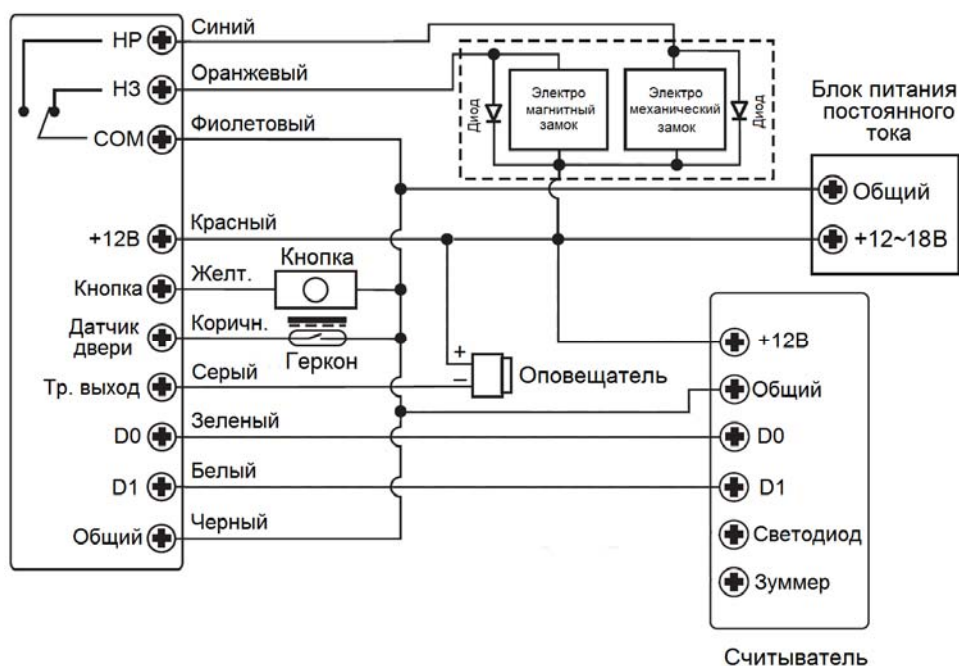 НР
Синий
НЗ
Оранжевый
COM
Фиолетовый
+12В
Красный
Кнопка
Желт.
Кнопка
Датчик
двери
Коричн.
Геркон
Тр. выход
Серый
D0
Зеленый
D1
Белый
Общий
Черный
Диод
Электро
магнитный
замок
Электро
механический
замок
Диод
+
–
Оповещатель
Блок питания
постоянного
тока
Общий
+12~18В
+12В
Общий
D0
D1
Светодиод
Зуммер
Считыватель